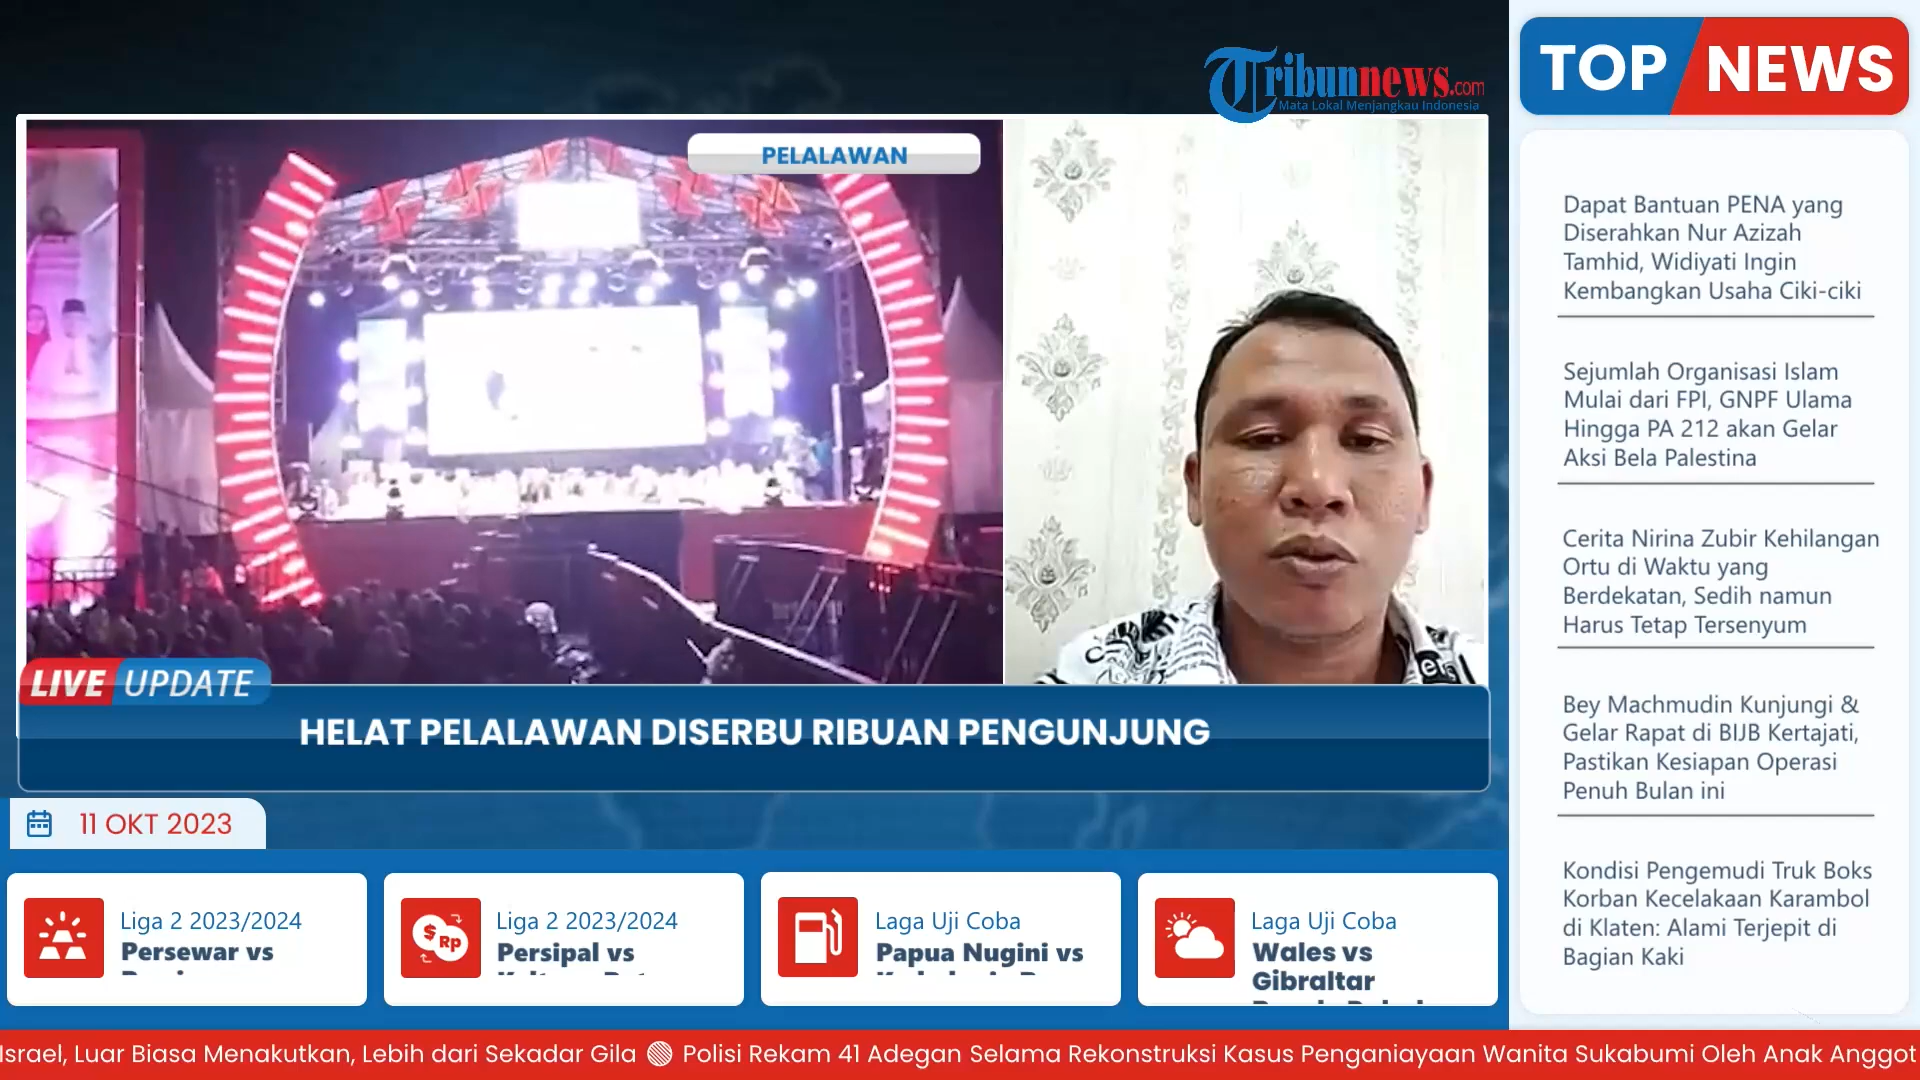 Tribunnews.com
Mata Lokal Menjangkau Indonesia
PELALAWAN
LIVE UPDATE
HELAT PELALAWAN DISERBU RIBUAN PENGUNJUNG
11 OKT 2023
Liga 2 2023/2024
Persewar vs
Liga 2 2023/2024
$ Rp
Persipal vs
Laga Uji Coba
Papua Nugini vs
Laga Uji Coba
Wales vs
Gibraltar
TOP NEWS
Dapat Bantuan PENA yang
Diserahkan Nur Azizah
Tamhid, Widiyati Ingin
Kembangkan Usaha Ciki-ciki
Sejumlah Organisasi Islam
Mulai dari FPI, GNPF Ulama
Hingga PA 212 akan Gelar
Aksi Bela Palestina
Cerita Nirina Zubir Kehilangan
Ortu di Waktu yang
Berdekatan, Sedih namun
Harus Tetap Tersenyum
Bey Machmudin Kunjungi &
Gelar Rapat di BIJB Kertajati,
Pastikan Kesiapan Operasi
Penuh Bulan ini
Kondisi Pengemudi Truk Boks
Korban Kecelakaan Karambol
di Klaten: Alami Terjepit di
Bagian Kaki
Israel, Luar Biasa Menakutkan, Lebih dari Sekadar Gila Polisi Rekam 41 Adegan Selama Rekonstruksi Kasus Penganiayaan Wanita Sukabumi Oleh Anak Anggot